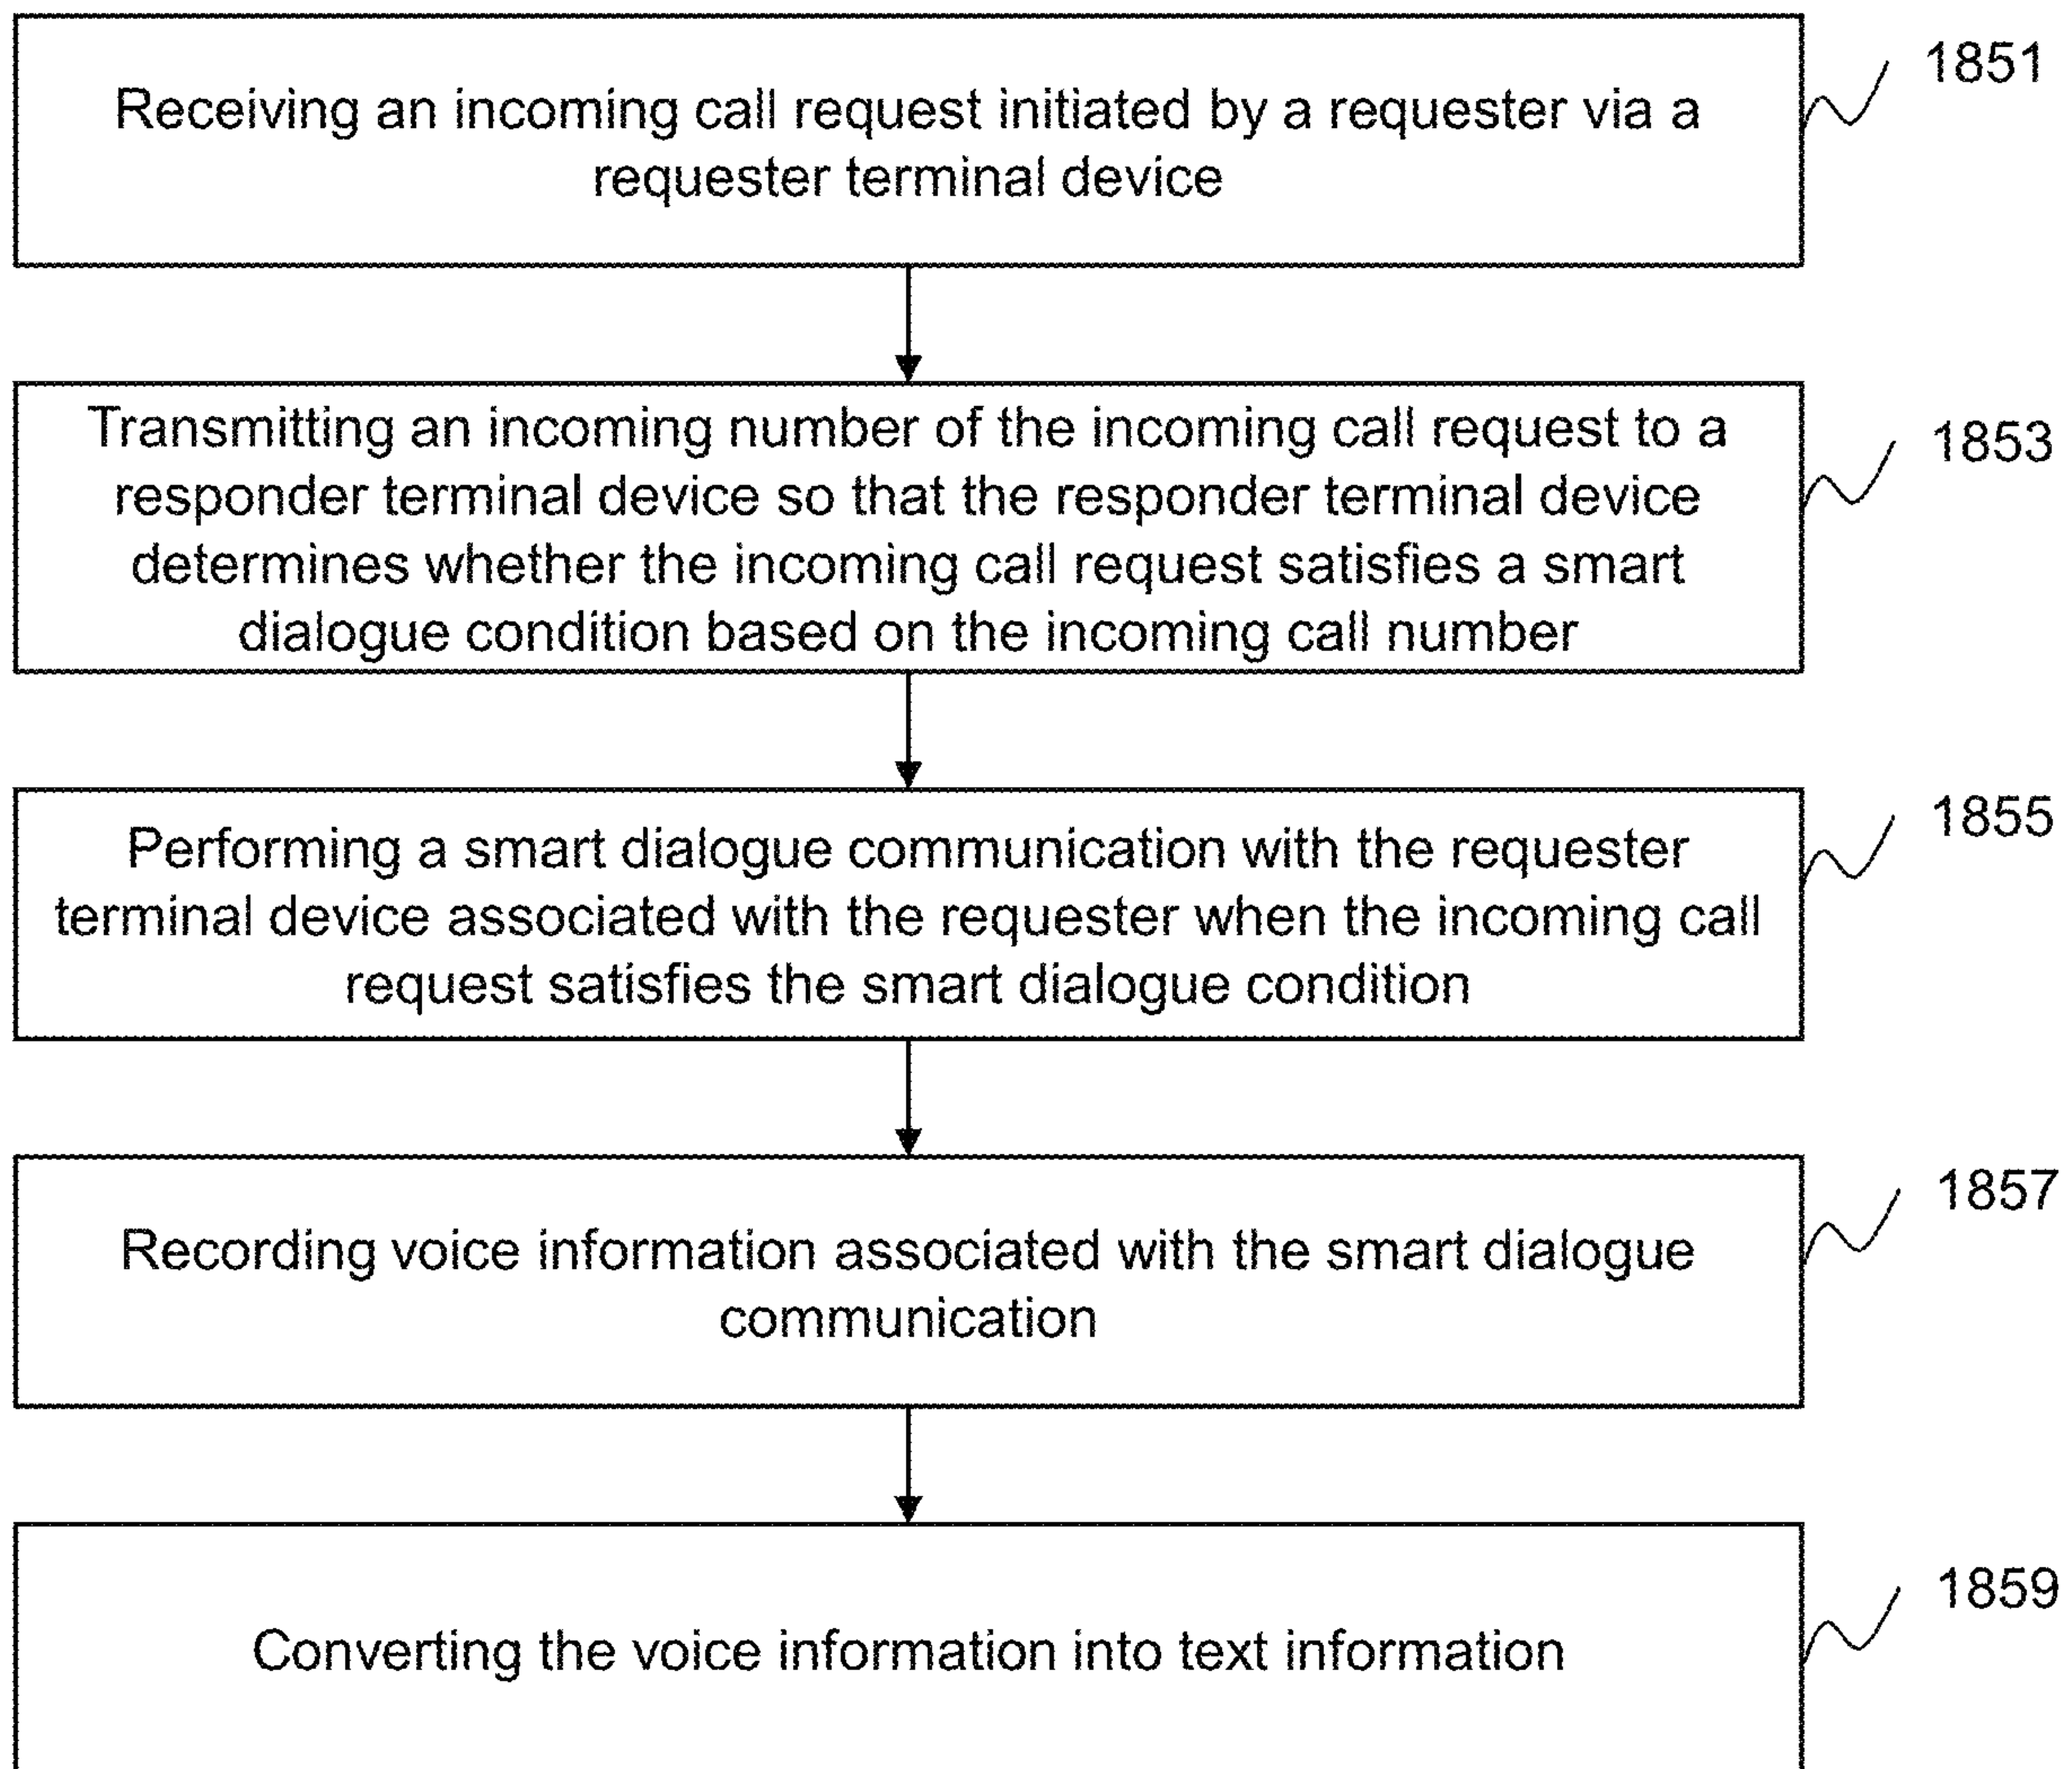 Receiving an incoming call request initiated by a requester via a
requester terminal device
1851
Transmitting an incoming number of the incoming call request to a
responder terminal device so that the responder terminal device
determines whether the incoming call request satisfies a smart
dialogue condition based on the incoming call number
1853
Performing a smart dialogue communication with the requester
terminal device associated with the requester when the incoming call
request satisfies the smart dialogue condition
1855
Recording voice information associated with the smart dialogue
communication
1857
Converting the voice information into text information
1859